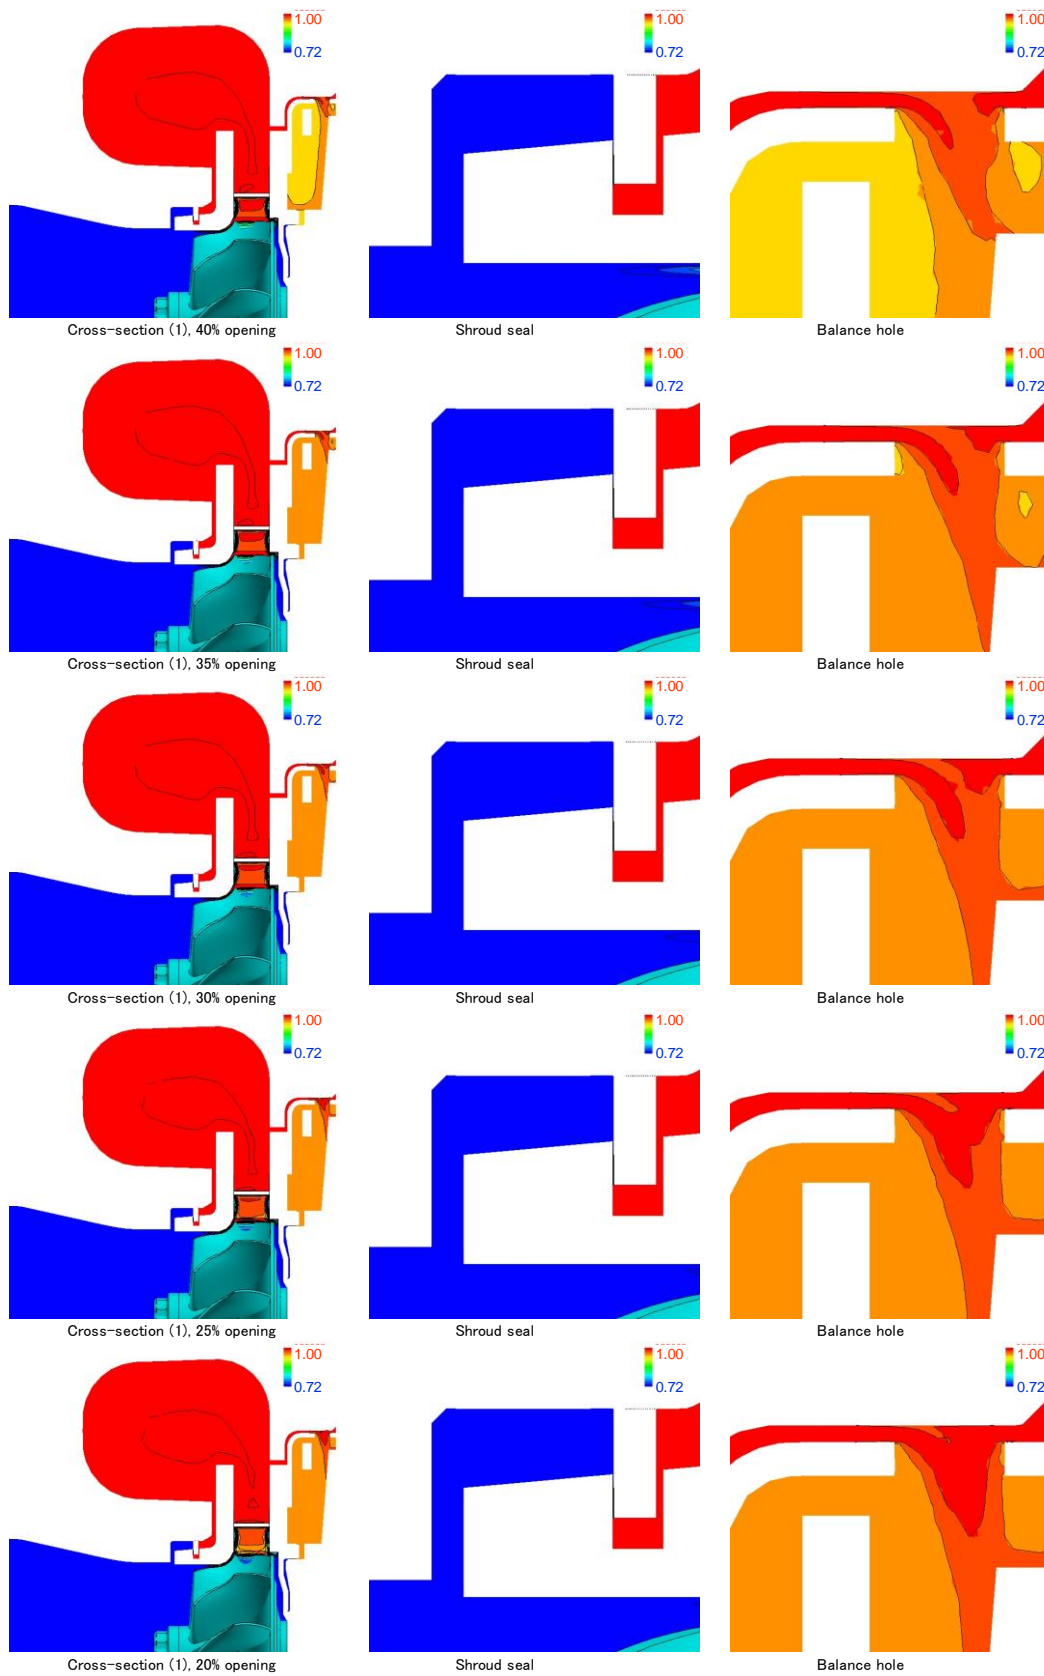 1.00
0.72
1.00
0.72
1.00
0.72
Cross-section (1), 40% opening
Shroud seal
Balance hole
1.00
0.72
1.00
0.72
1.00
0.72
Cross-section (1), 35% opening
Shroud seal
Balance hole
1.00
0.72
1.00
0.72
1.00
0.72
Cross-section (1), 30% opening
Shroud seal
Balance hole
1.00
0.72
1.00
0.72
1.00
0.72
Cross-section (1), 25% opening
Shroud seal
Balance hole
1.00
0.72
1.00
0.72
1.00
0.72
Cross-section (1), 20% opening
Shroud seal
Balance hole